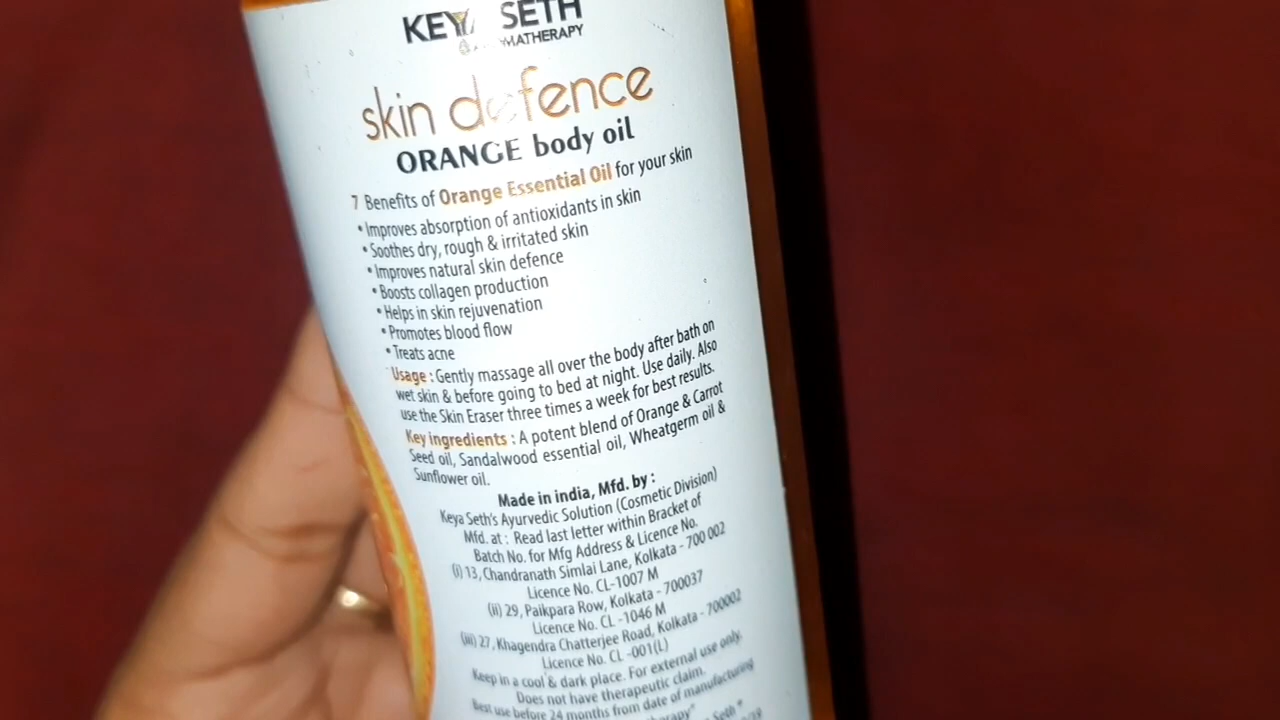 KEYA SETH
AROMATHERAPY
skin defence
ORANGE body oil
7 Benefits of Orange Essential Oil for your skin
• Improves absorption of antioxidants in skin
• Soothes dry, rough & irritated skin
• Improves natural skin defence
• Boosts collagen production
• Helps in skin rejuvenation
• Promotes blood flow
• Treats acne
Usage : Gently massage all over the body after bath on
wet skin & before going to bed at night. Use daily. Also
use the Skin Eraser three times a week for best results.
Key ingredients : A potent blend of Orange & Carrot
Seed oil, Sandalwood essential oil, Wheatgerm oil &
Sunflower oil.
Made in india, Mfd. by :
Keya Seth's Ayurvedic Solution (Cosmetic Division)
Mfd. at : Read last letter within Bracket of
Batch No. for Mfg Address & Licence No.
(i) 13, Chandranath Simlai Lane, Kolkata - 700 002
Licence No. CL-1007 M
(ii) 29, Paikpara Row, Kolkata - 700037
Licence No. CL -1046 M
(iii) 27, Khagendra Chatterjee Road, Kolkata - 700002
Licence No. CL -001(L)
Keep in a cool & dark place. For external use only.
Does not have therapeutic claim.
Best use before 24 months from date of manufacturing
Seth